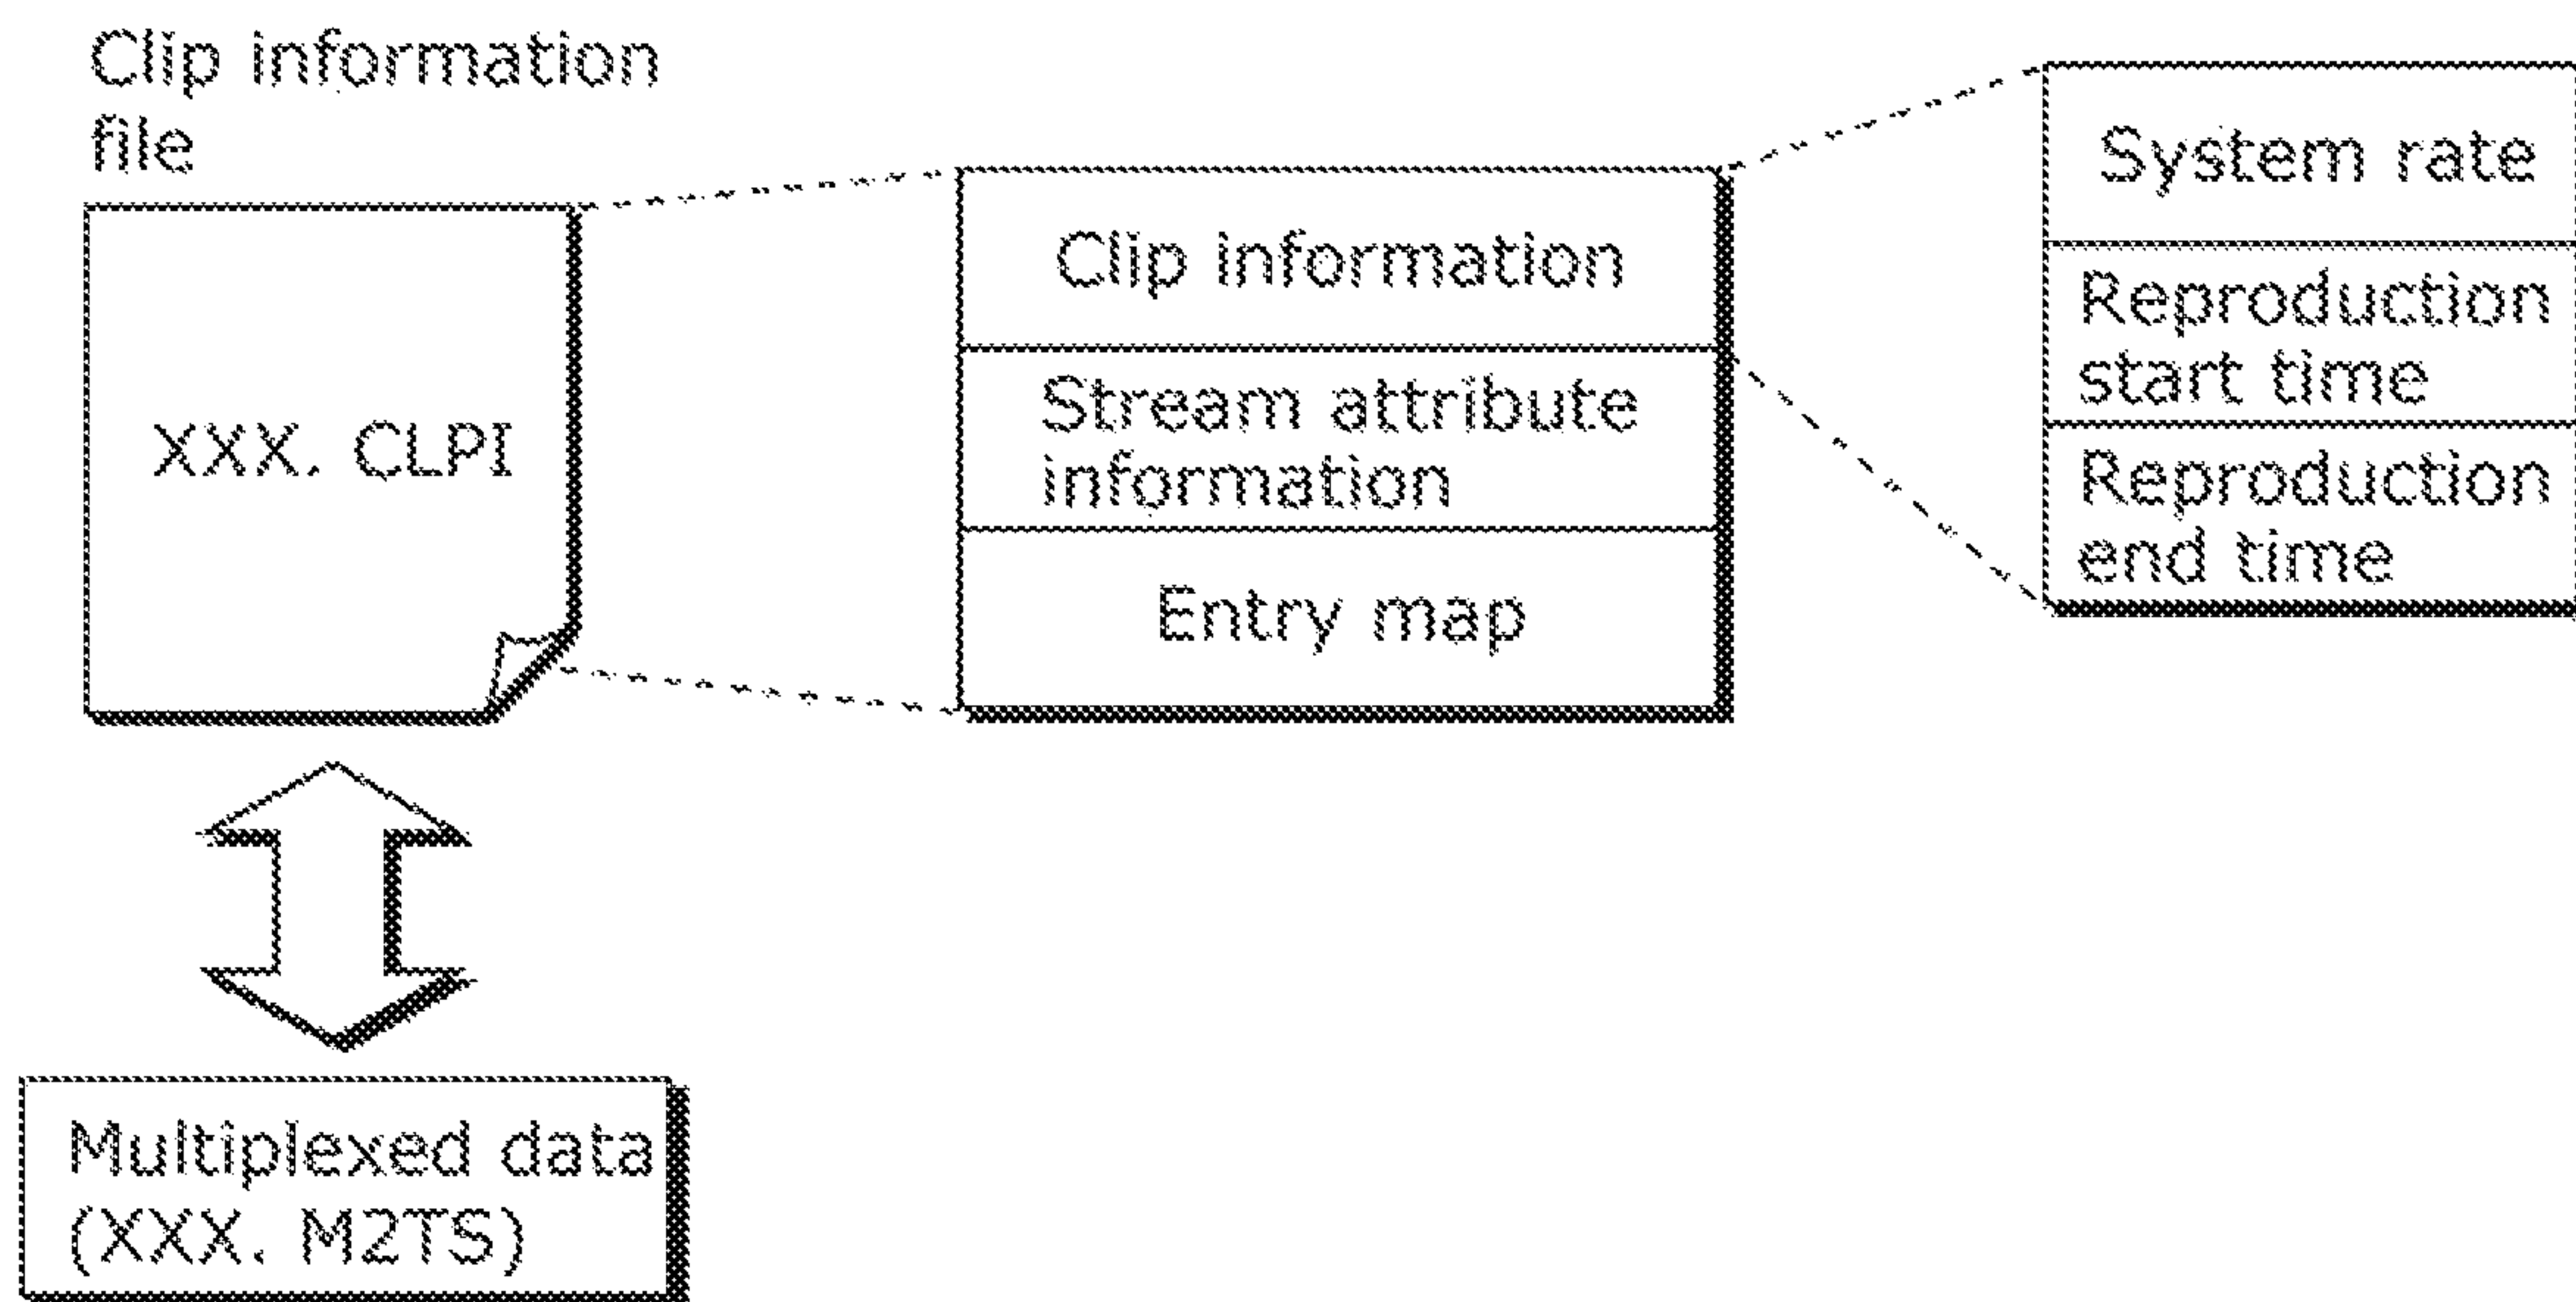 Clip information
file
XXX. CLPI
Clip information
Stream attribute
information
Entry map
System rate
Reproduction
start time
Reproduction
end time
Multiplexed data
(XXX. M2TS)